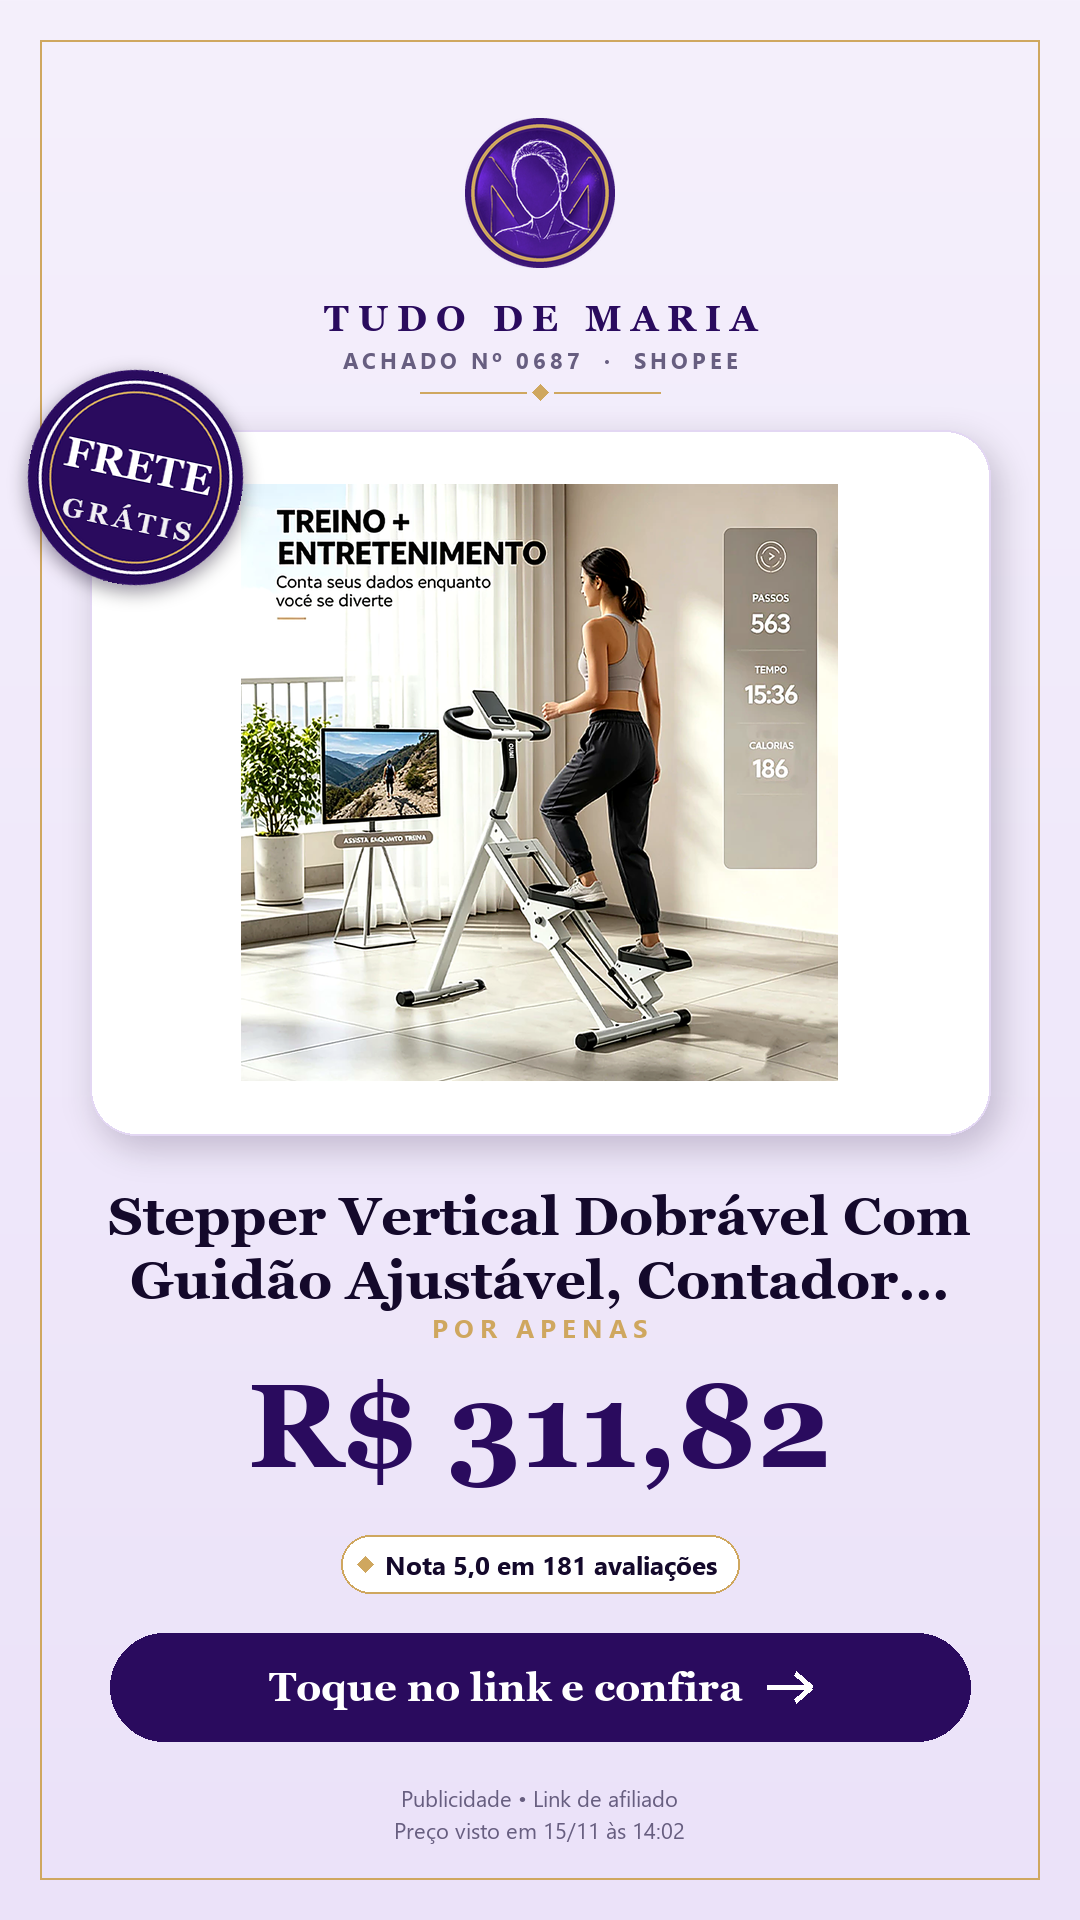 TUDO DE MARIA
ACHADO Nº 0687 · SHOPEE
FRETE
GRÁTIS
TREINO +
ENTRETENIMENTO
Conta seus dados enquanto
você se diverte
PASSOS
563
TEMPO
15:36
CALORIAS
186
ASSISTA ENQUANTO TREINA
Stepper Vertical Dobrável Com
Guidão Ajustável, Contador...
POR APENAS
R$ 311,82
Nota 5,0 em 181 avaliações
Toque no link e confira →
Publicidade • Link de afiliado
Preço visto em 15/11 às 14:02